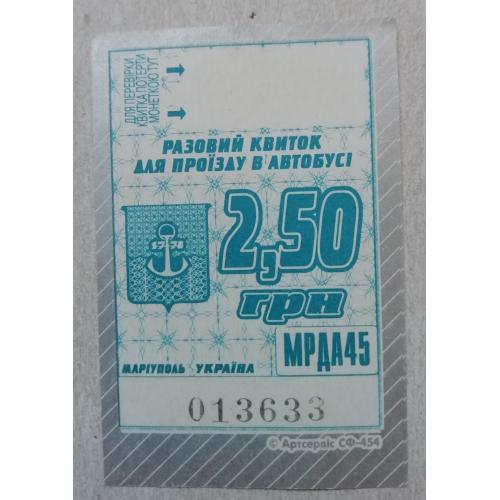 ДЛЯ ПЕРЕВІРКИ
КВИТКА ПОТЕРТИ
МОНЕТКОЮ ТУТ
РАЗОВИЙ КВИТОК
ДЛЯ ПРОЇЗДУ В АВТОБУСІ
1778
2,50
грн
МРДА45
МАРІУПОЛЬ УКРАЇНА
013633
© Артсервіс СФ-454